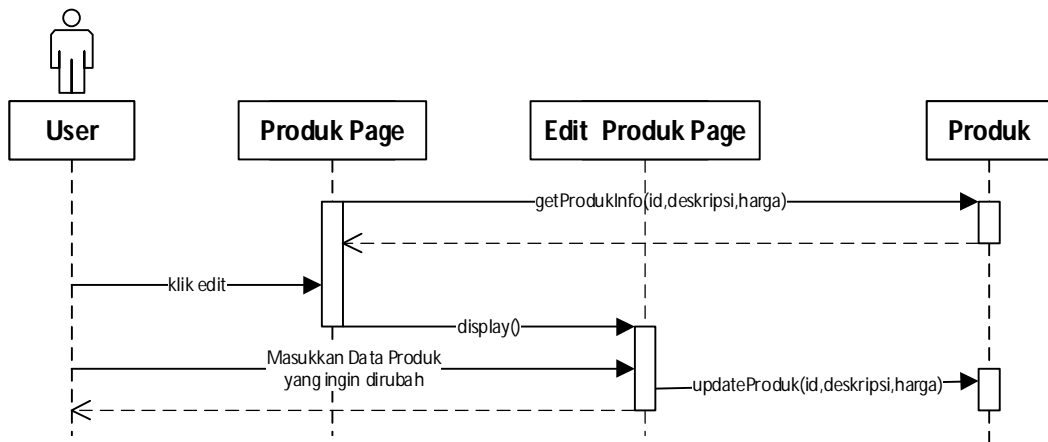 User
Produk Page
Edit Produk Page
Produk
getProdukInfo(id,deskripsi,harga)
klik edit
display()
Masukkan Data Produk
yang ingin dirubah
updateProduk(id,deskripsi,harga)